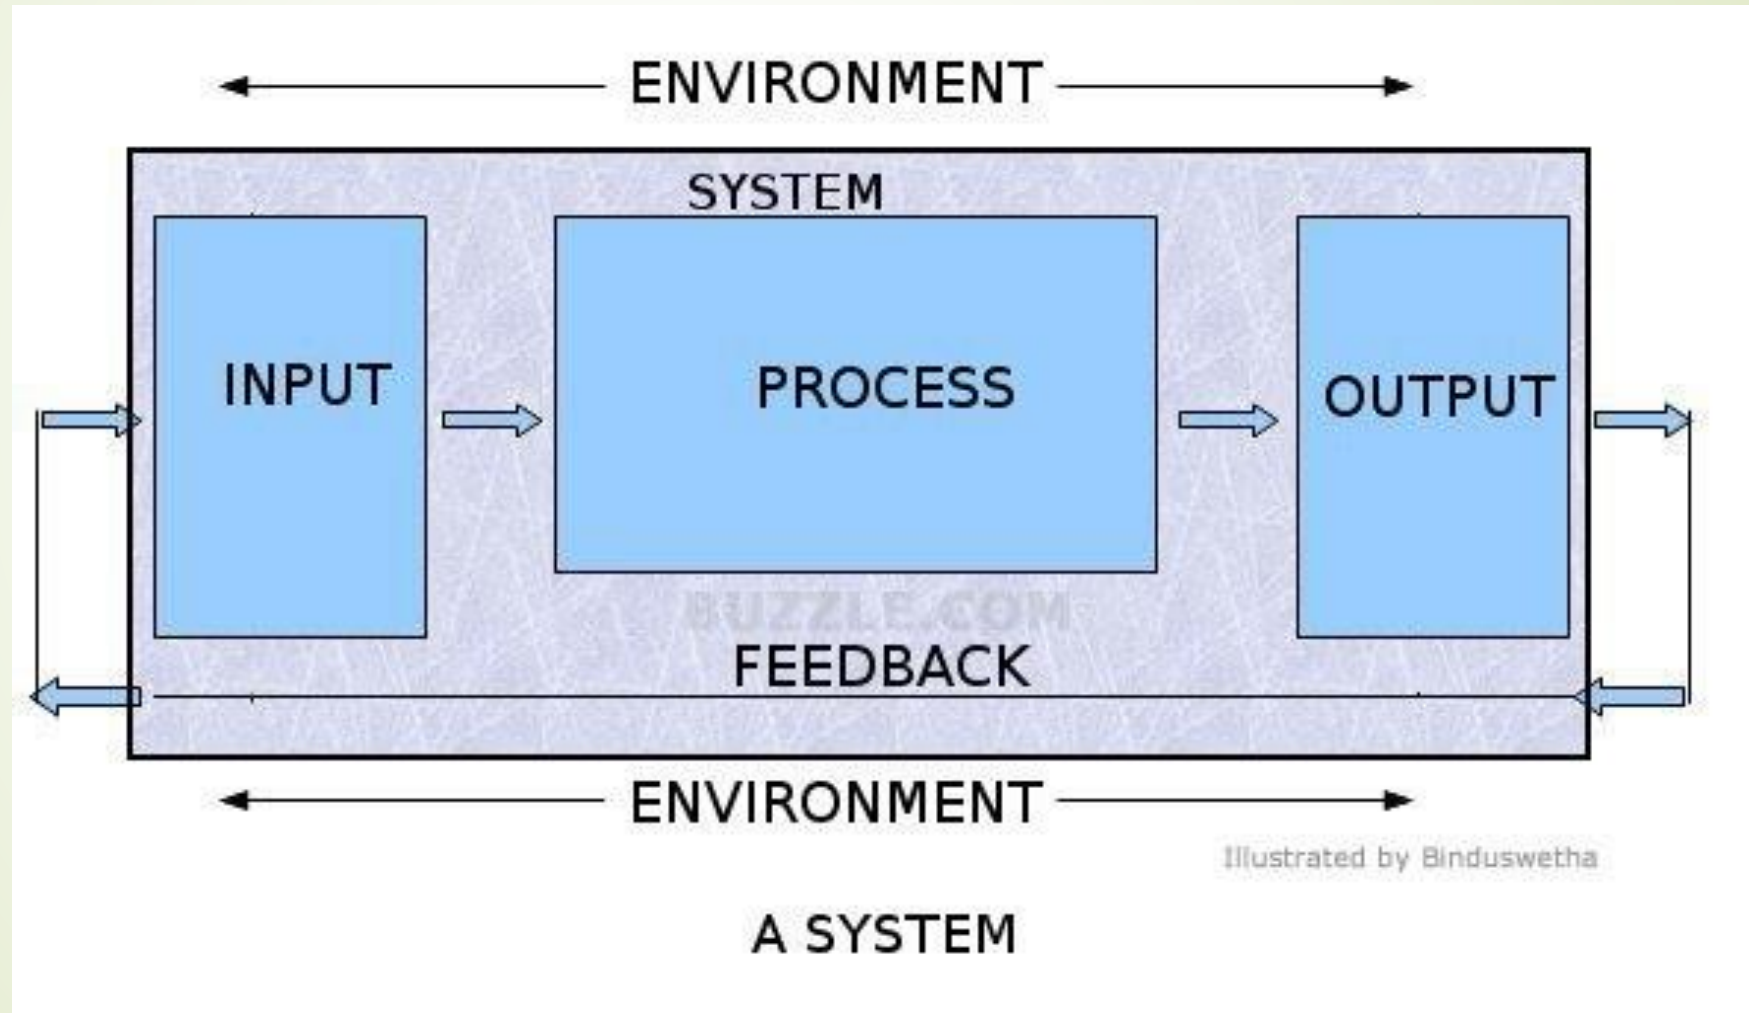 ENVIRONMENT
SYSTEM
INPUT
PROCESS
OUTPUT
BUZZLE.COM
FEEDBACK
ENVIRONMENT
Illustrated by Binduswetha
A SYSTEM